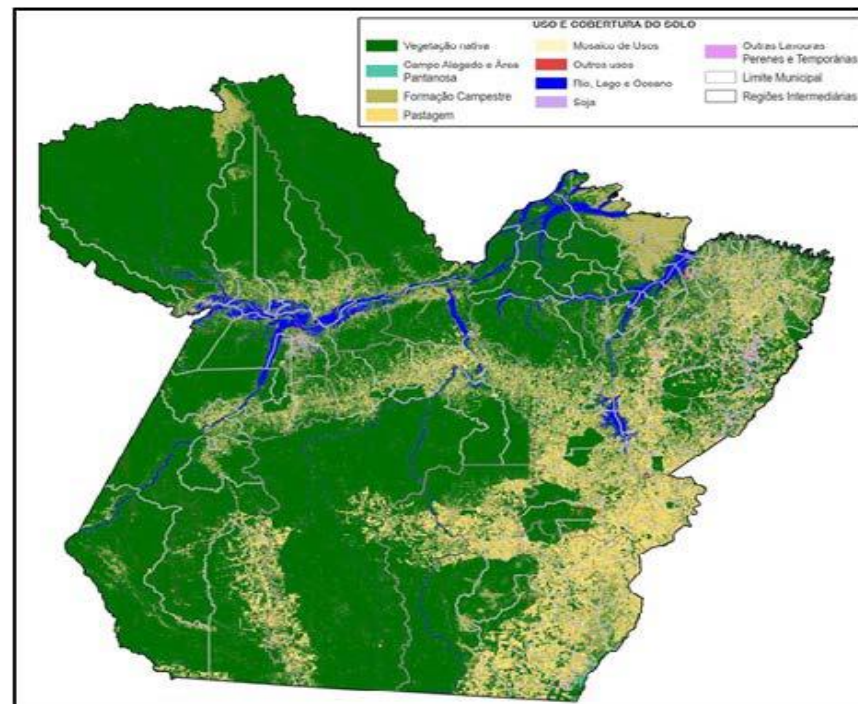 USO E COBERTURA DO SOLO
Vegetação nativa
Campo Alagado e Área
Pantanosa
Formação Campestre
Pastagem
Mosaico de Usos
Outros usos
Rio, Lago e Oceano
Soja
Outras Lavouras
Perenes e Temporárias
Limite Municipal
Regiões Intermediárias